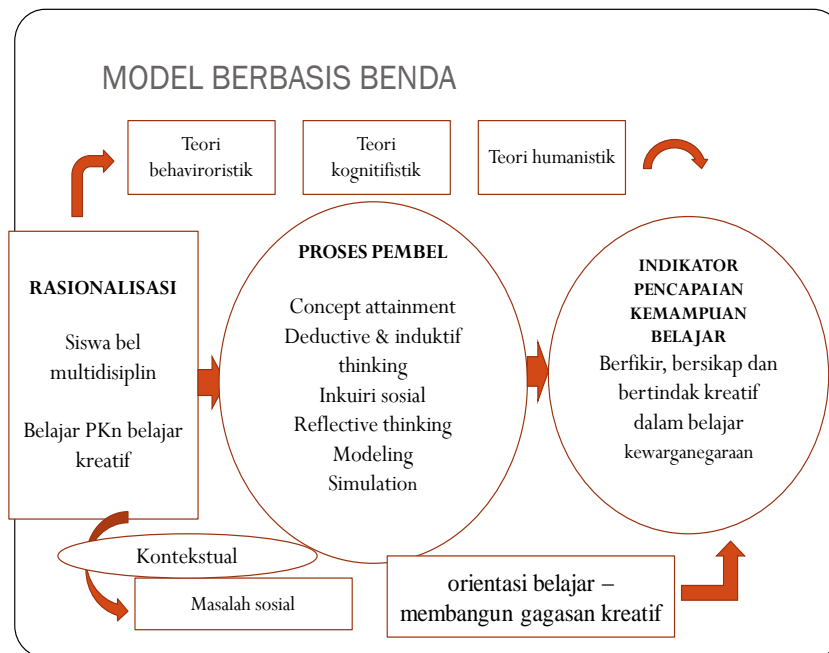 MODEL BERBASIS BENDA
Teori
behaviroristik
Teori
kognitifistik
Teori humanistik
RASIONALISASI
Siswa bel
multidisiplin
Belajar PKn belajar
kreatif
PROSES PEMBEL
Concept attainment
Deductive & induktif
thinking
Inkuiri sosial
Reflective thinking
Modeling
Simulation
INDIKATOR
PENCAPAIAN
KEMAMPUAN
BELAJAR
Berfikir, bersikap dan
bertindak kreatif
dalam belajar
kewarganegaraan
Kontekstual
Masalah sosial
orientasi belajar –
membangun gagasan kreatif